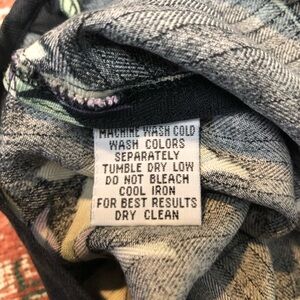 MACHINE WASH COLD
WASH COLORS
SEPARATELY
TUMBLE DRY LOW
DO NOT BLEACH
COOL IRON
FOR BEST RESULTS
DRY CLEAN